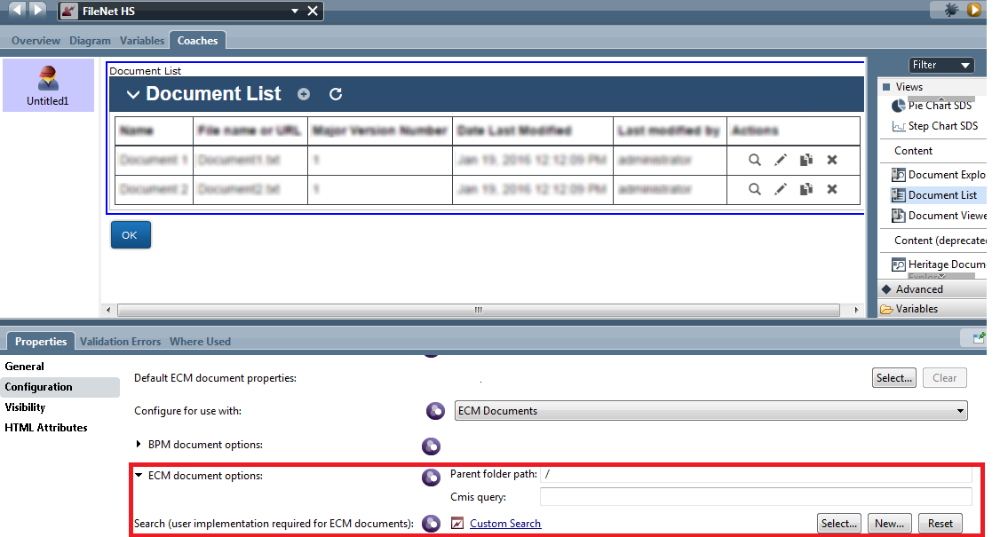 FileNet HS
Overview Diagram Variables Coaches
Untitled1
Document List
Document List
Name File name or URL Major Version Number Date Last Modified Last modified by Actions
Document 1 Document1.txt 1 Jan 19, 2016 12:12:09 PM administrator
Document 2 Document2.txt 1 Jan 19, 2016 12:12:09 PM administrator
OK
Filter
Views
Pie Chart SDS
Step Chart SDS
Content
Document Explo
Document List
Document Viewe
Content (deprecate
Heritage Docum
Advanced
Variables
Properties Validation Errors Where Used
General
Configuration
Visibility
HTML Attributes
Default ECM document properties: Select... Clear
Configure for use with: ECM Documents
BPM document options:
ECM document options: Parent folder path: /
Cmis query:
Search (user implementation required for ECM documents): Custom Search Select... New... Reset